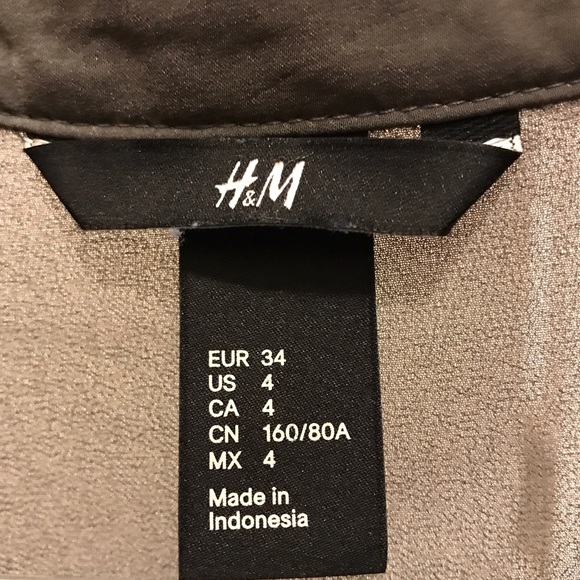 H&M
EUR 34
US 4
CA 4
CN 160/80A
MX 4
Made in
Indonesia